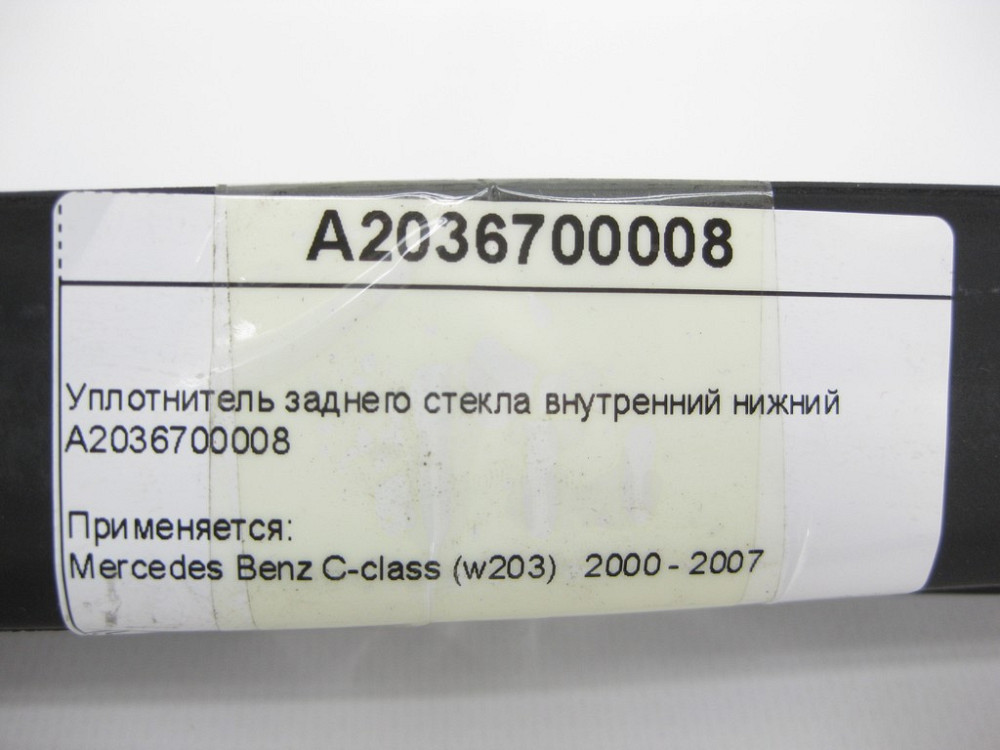 A2036700008
Уплотнитель заднего стекла внутренний нижний
A2036700008
Применяется:
Mercedes Benz C-class (w203) 2000 - 2007